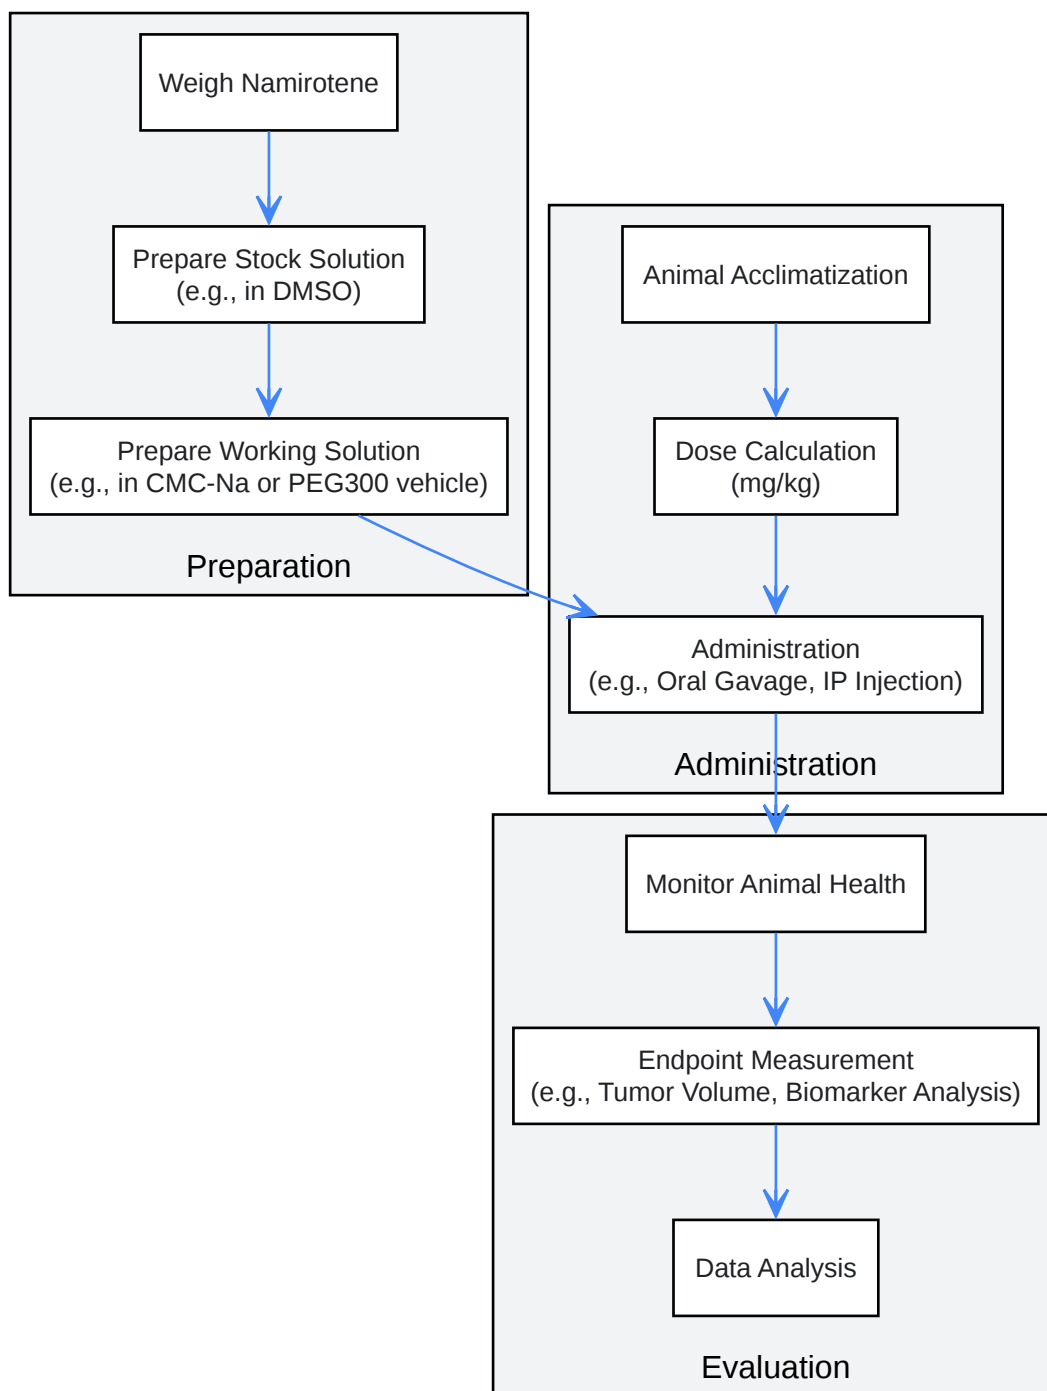 Weigh Namirotene
Prepare Stock Solution
(e.g., in DMSO)
Prepare Working Solution
(e.g., in CMC-Na or PEG300 vehicle)
Preparation
Animal Acclimatization
Dose Calculation
(mg/kg)
Administration
(e.g., Oral Gavage, IP Injection)
Administration
Monitor Animal Health
Endpoint Measurement
(e.g., Tumor Volume, Biomarker Analysis)
Data Analysis
Evaluation